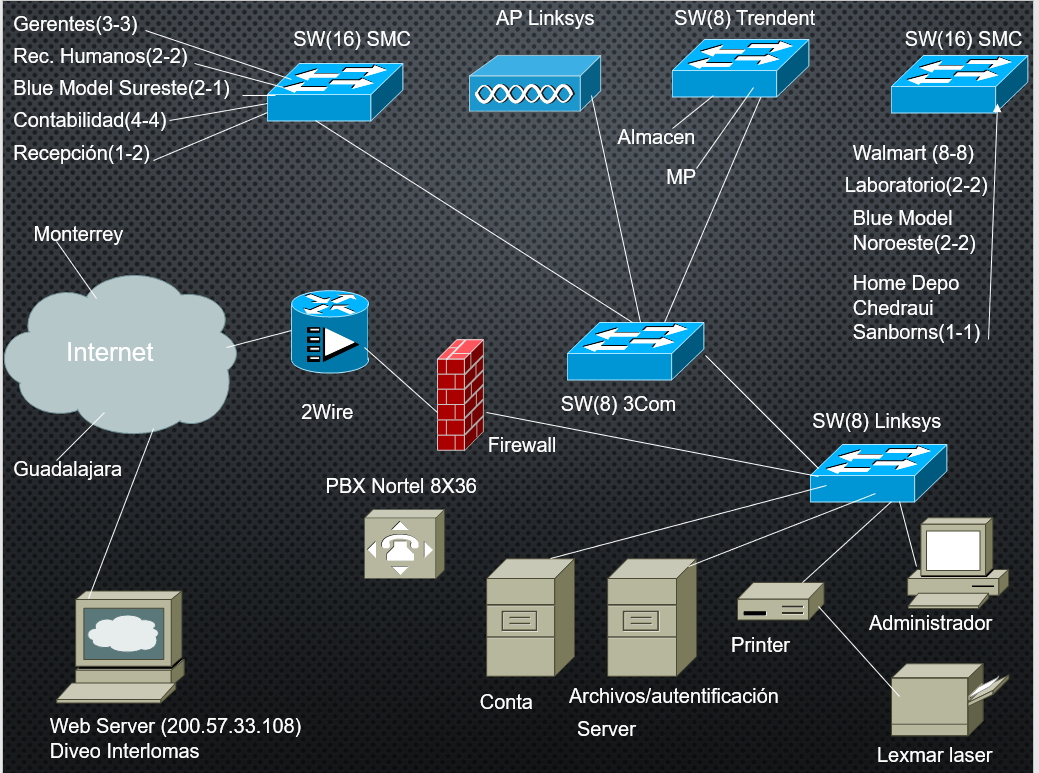 Gerentes(3-3)
Rec. Humanos(2-2)
Blue Model Sureste(2-1)
Contabilidad(4-4)
Recepción(1-2)
SW(16) SMC
AP Linksys
SW(8) Trendent
SW(16) SMC
Almacen
MP
Walmart (8-8)
Laboratorio(2-2)
Blue Model
Noroeste(2-2)
Home Depo
Chedraui
Sanborns(1-1)
Monterrey
Internet
Guadalajara
2Wire
Firewall
SW(8) 3Com
SW(8) Linksys
PBX Nortel 8X36
Conta
Archivos/autentificación
Server
Printer
Administrador
Lexmar laser
Web Server (200.57.33.108)
Diveo Interlomas